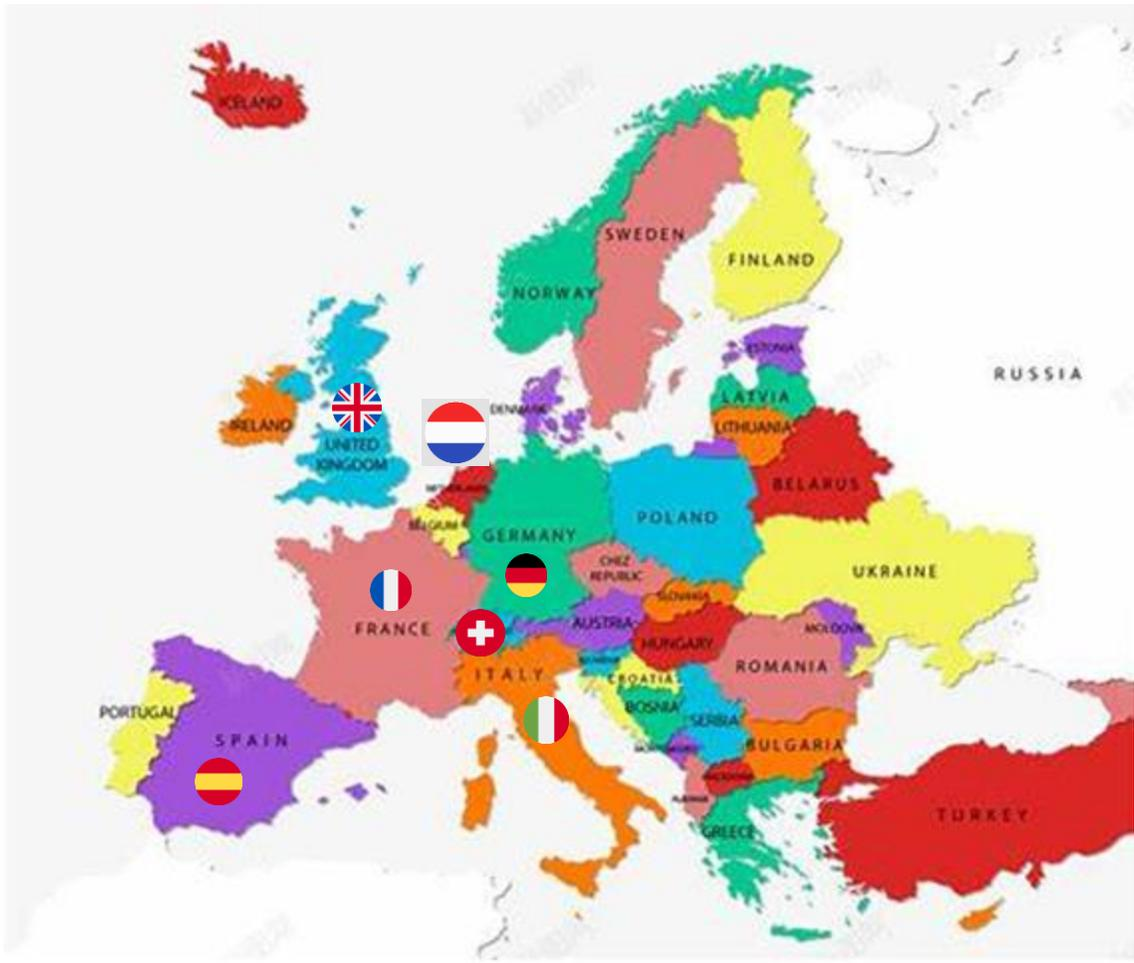 ICELAND
SWEDEN
FINLAND
NORWAY
ESTONIA
RUSSIA
LATVIA
DENMARK
IRELAND
LITHUANIA
UNITED
KINGDOM
BELARUS
NETHERLANDS
POLAND
BELGIUM
GERMANY
CHEZ
REPUBLIC
UKRAINE
SLOVAKIA
FRANCE
AUSTRIA
MOLDOVA
HUNGARY
ITALY
ROMANIA
CROATIA
BOSNIA
PORTUGAL
SERBIA
SPAIN
BULGARIA
MACEDONIA
TURKEY
GREECE